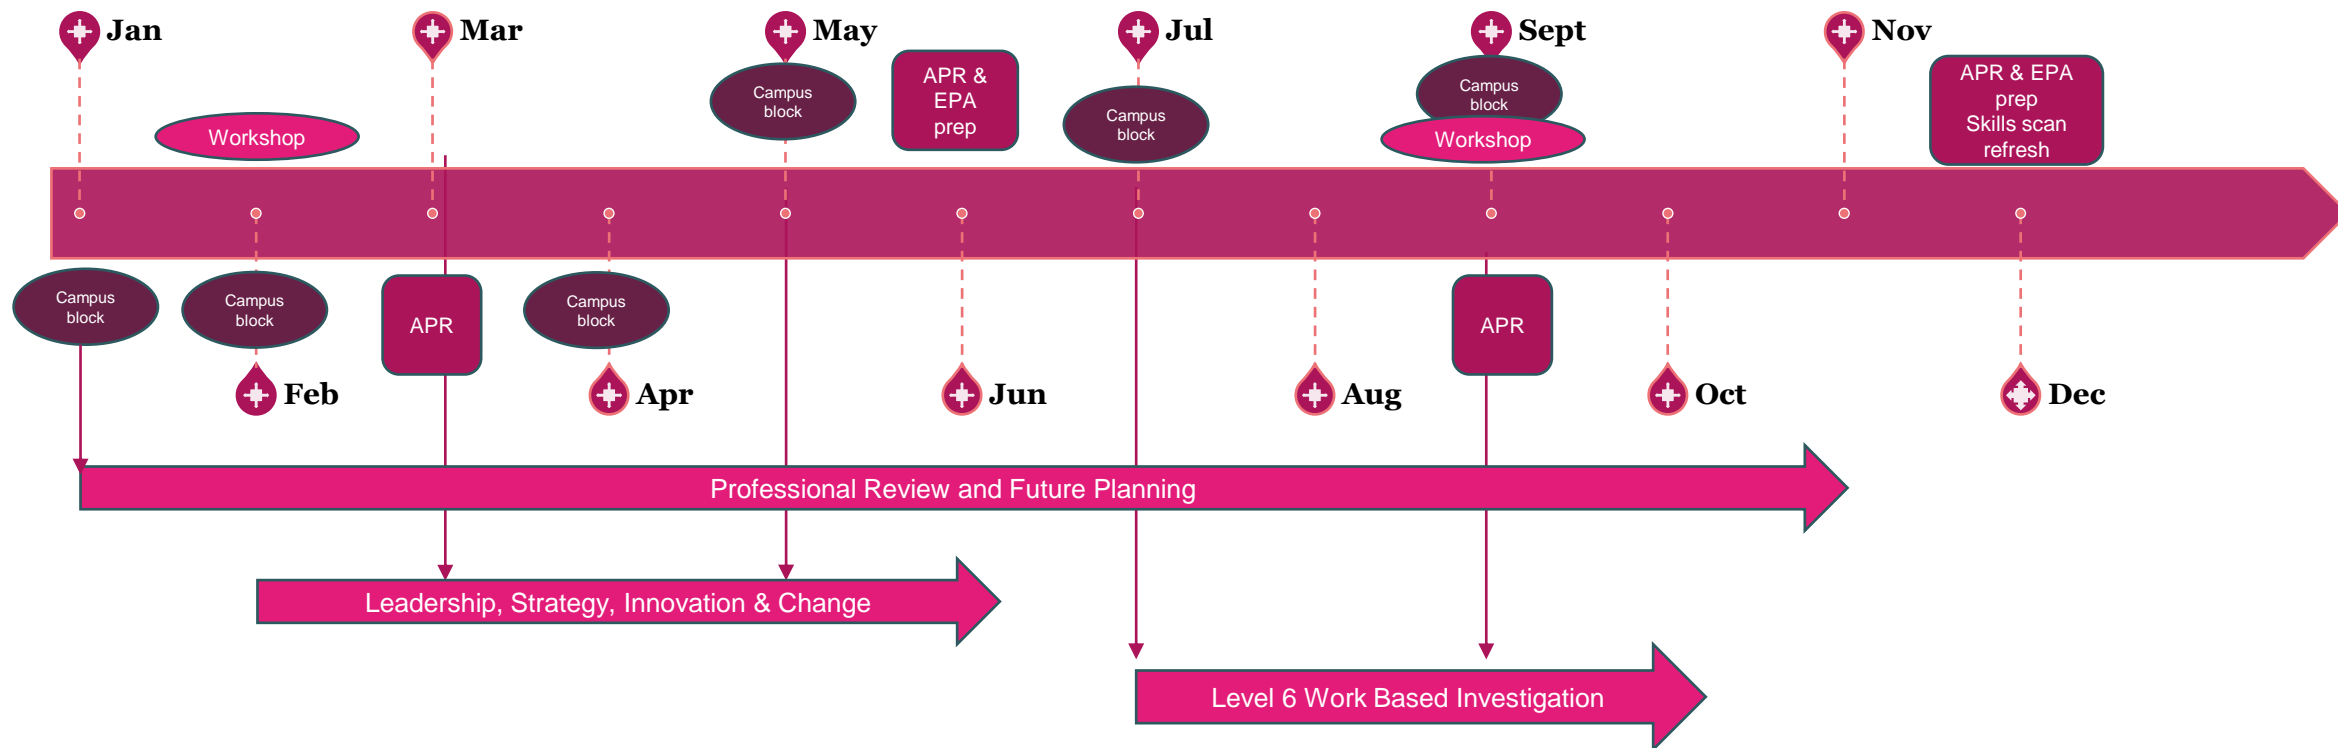 Jan
Mar
May
Jul
Sept
Nov
Campus
block
APR &
EPA
prep
Campus
block
Campus
block
APR & EPA
prep
Skills scan
refresh
Workshop
Workshop
Campus
block
Campus
block
APR
Campus
block
APR
Feb
Apr
Jun
Aug
Oct
Dec
Professional Review and Future Planning
Leadership, Strategy, Innovation & Change
Level 6 Work Based Investigation